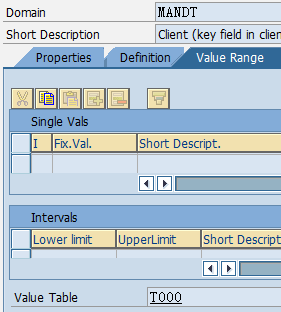 Domain MANDT
Short Description Client (key field in clien
Properties Definition Value Range
Single Vals
I Fix.Val. Short Descript.
Intervals
Lower limit UpperLimit Short Descript
Value Table T000